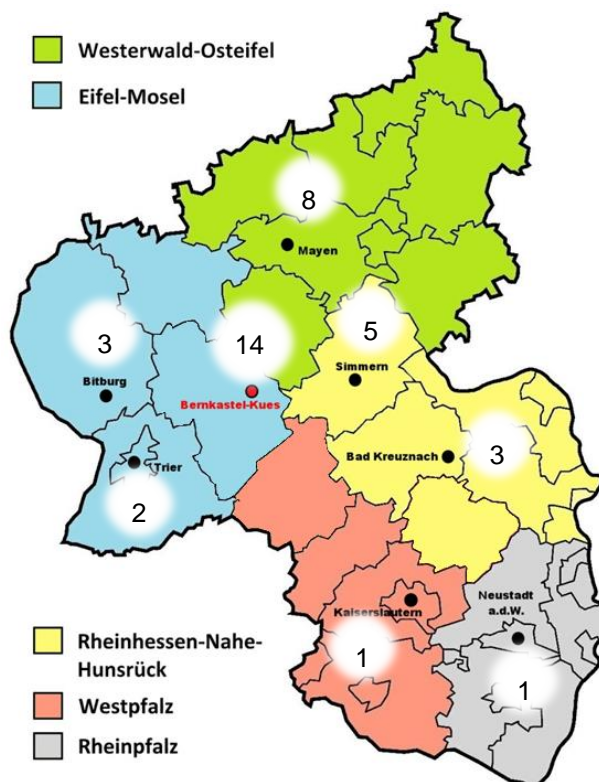 Westerwald-Osteifel
Eifel-Mosel
8
Mayen
3
14
5
Bitburg
Simmern
Bernkastel-Kues
Trier
Bad Kreuznach
3
2
Kaiserslautern
Neustadt
a.d.W.
1
1
Rheinhessen-Nahe-
Hunsrück
Westpfalz
Rheinpfalz